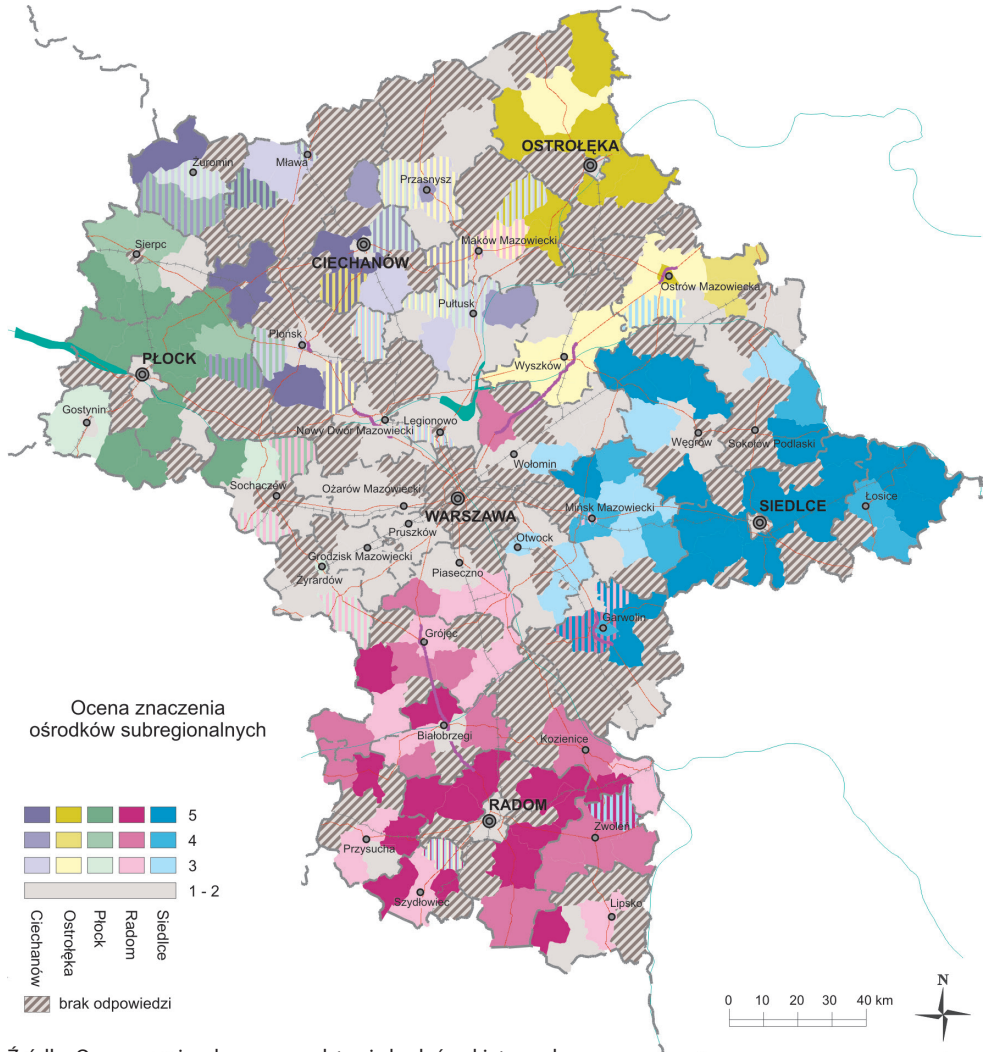 OSTROŁĘKA
Żuromin
Mława
Przasnysz
Sierpc
CIECHANÓW
Maków Mazowiecki
Ostrów Mazowiecka
Pułtusk
Płońsk
PŁOCK
Wyszków
Gostynin
Nowy Dwór Mazowiecki
Legionowo
Węgrów
Sokołów Podlaski
Wołomin
Sochaczew
Ożarów Mazowiecki
WARSZAWA
Mińsk Mazowiecki
SIEDLCE
Łosice
Pruszków
Otwock
Grodzisk Mazowiecki
Żyrardów
Piaseczno
Garwolin
Grójec
Ocena znaczenia
ośrodków subregionalnych
Białobrzegi
Kozienice
RADOM
Zwoleń
Przysucha
Szydłowiec
Lipsko
5
4
3
1 - 2
Ciechanów
Ostrołęka
Płock
Radom
Siedlce
brak odpowiedzi
N
0 10 20 30 40 km